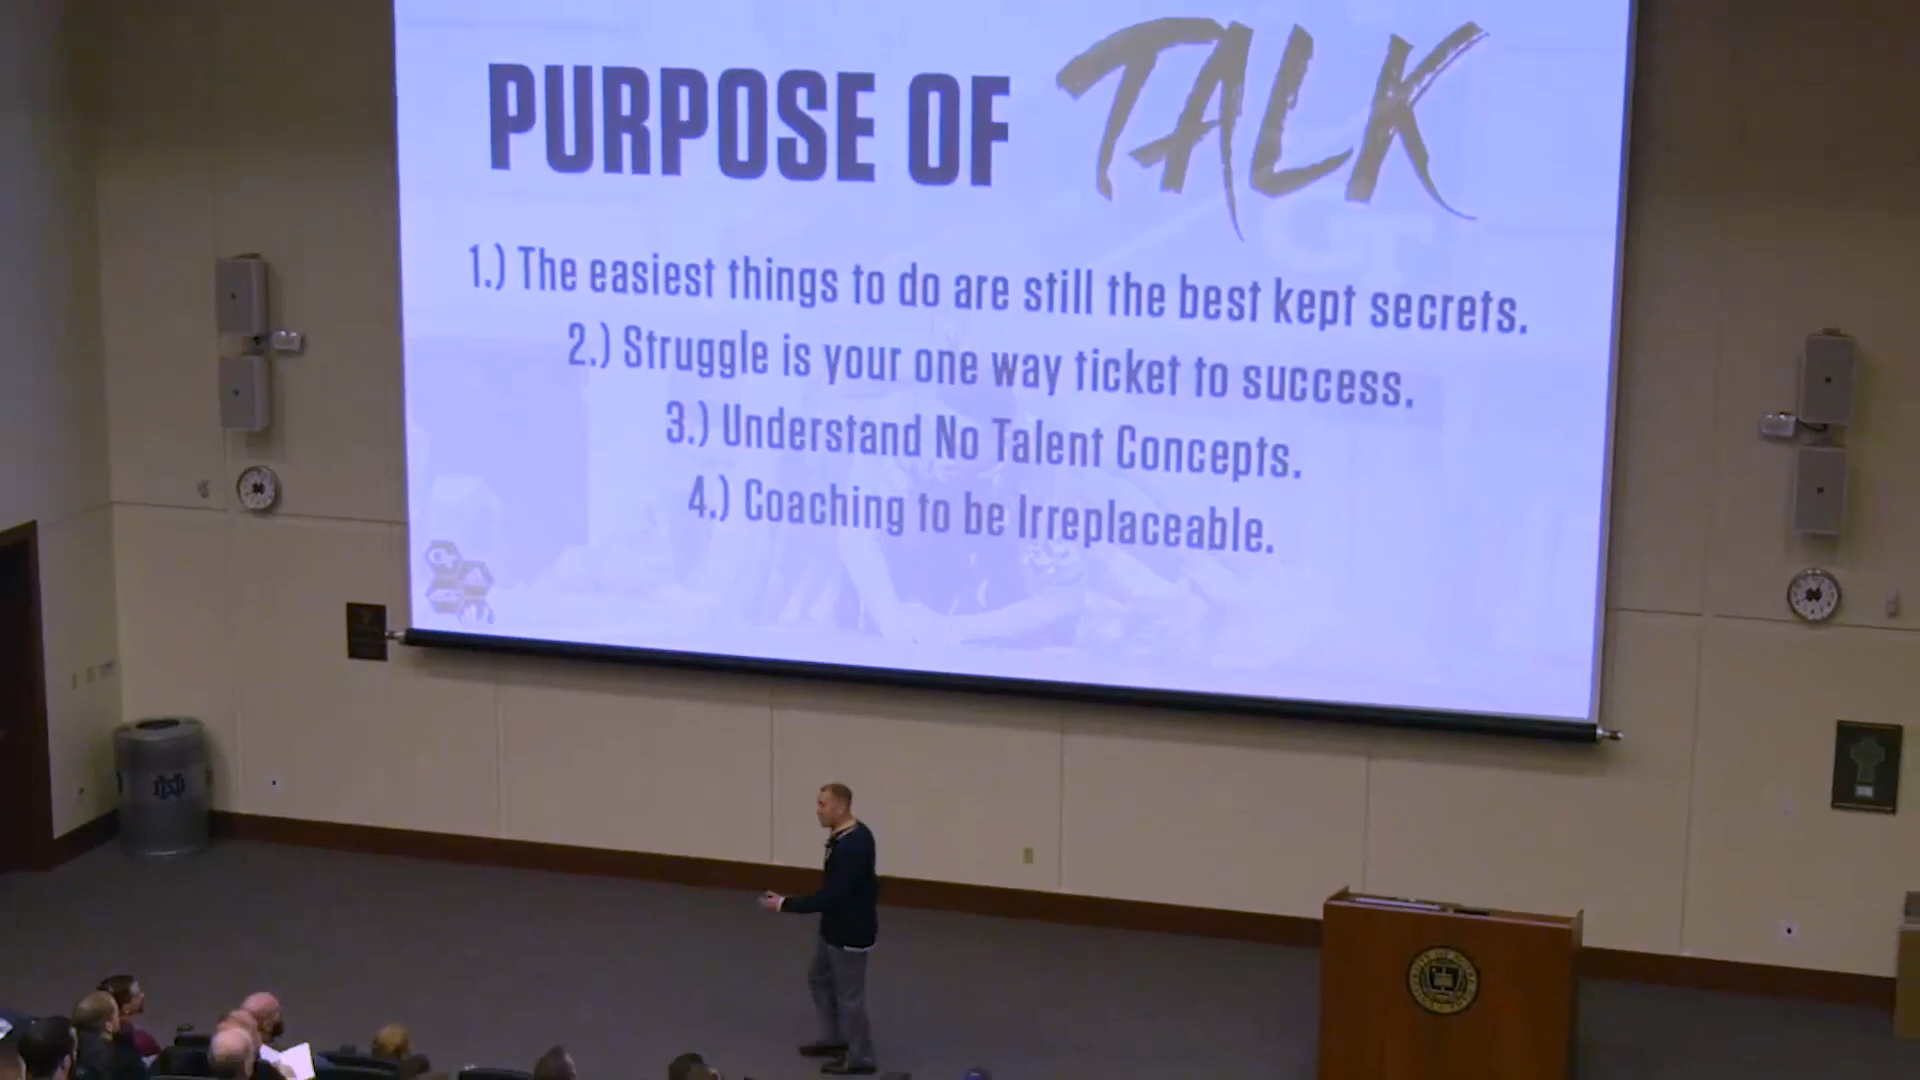 PURPOSE OF TALK
1.) The easiest things to do are still the best kept secrets.
2.) Struggle is your one way ticket to success.
3.) Understand No Talent Concepts.
4.) Coaching to be Irreplaceable.
GT